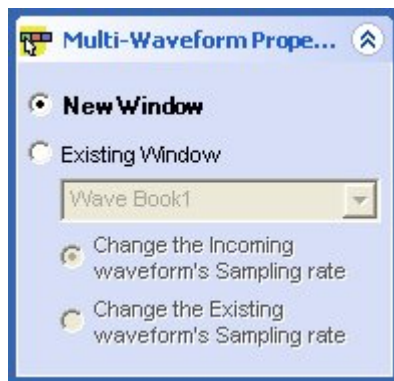 Multi-Waveform Prope...
New Window
Existing Window
Wave Book1
Change the Incoming
waveform's Sampling rate
Change the Existing
waveform's Sampling rate